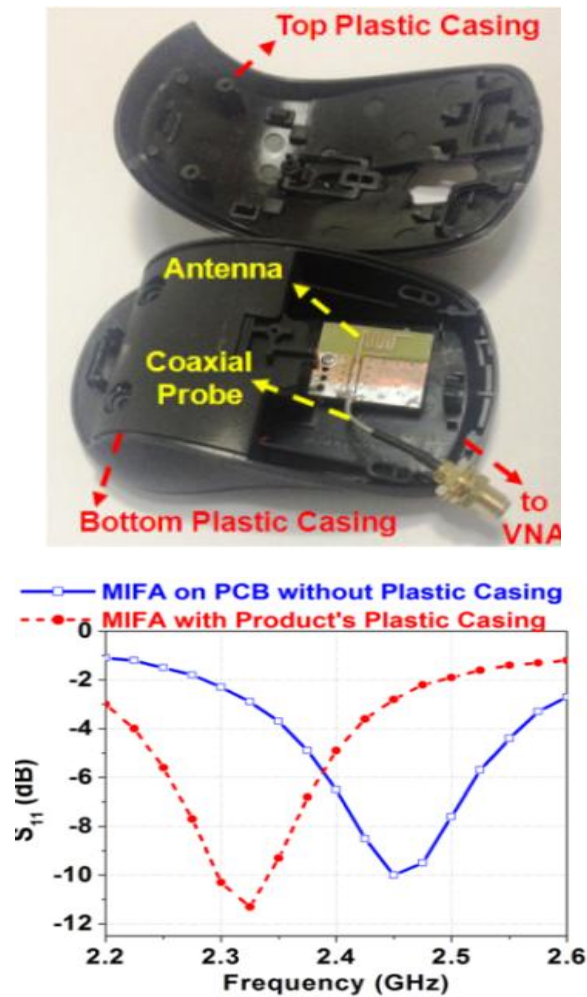 Top Plastic Casing
Antenna
Coaxial
Probe
Bottom Plastic Casing
to
VNA
MIFA on PCB without Plastic Casing
MIFA with Product's Plastic Casing
0
-2
-4
-6
-8
-10
-12
S11 (dB)
2.2
2.3
2.4
2.5
2.6
Frequency (GHz)